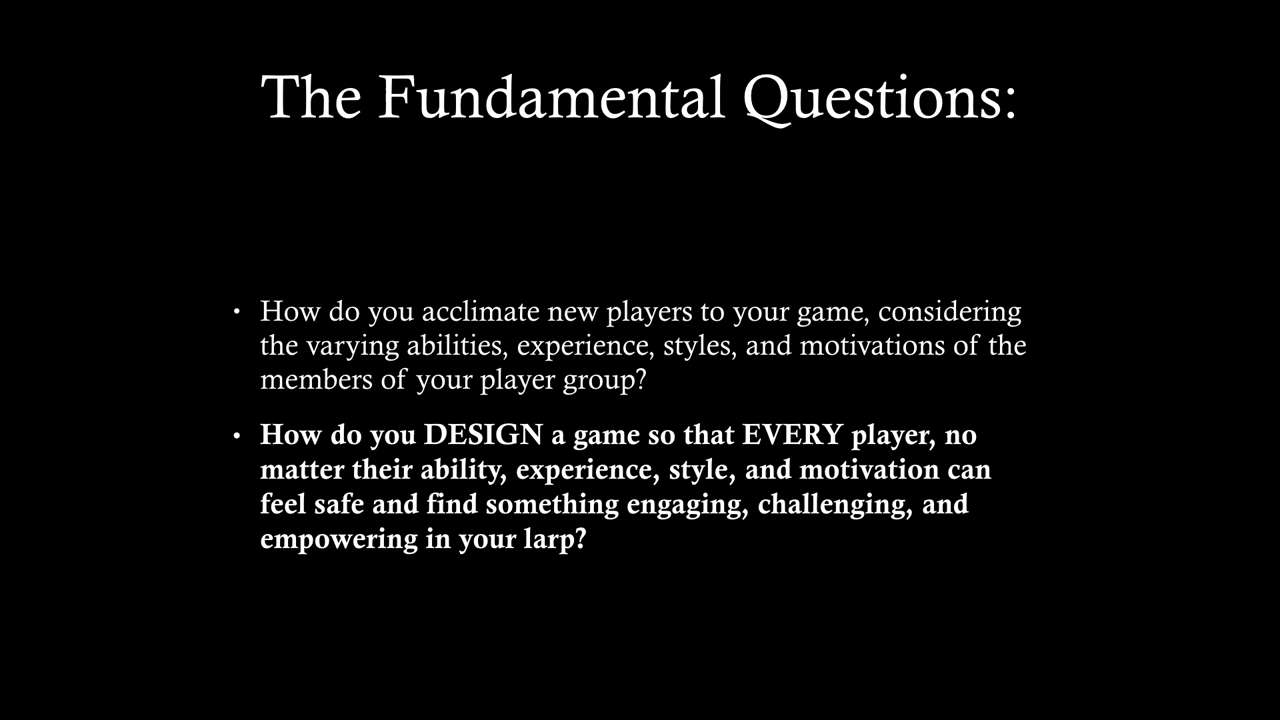 The Fundamental Questions:
• How do you acclimate new players to your game, considering
the varying abilities, experience, styles, and motivations of the
members of your player group?
• How do you DESIGN a game so that EVERY player, no
matter their ability, experience, style, and motivation can
feel safe and find something engaging, challenging, and
empowering in your larp?